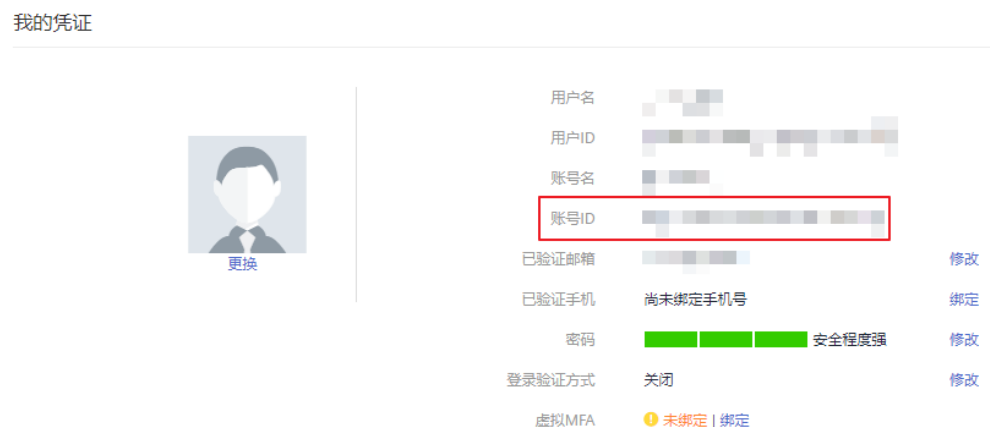 我的凭证
更换
用户名
用户ID
账号名
账号ID
已验证邮箱 修改
已验证手机 尚未绑定手机号 绑定
密码 安全程度强 修改
登录验证方式 关闭 修改
虚拟MFA 未绑定 | 绑定